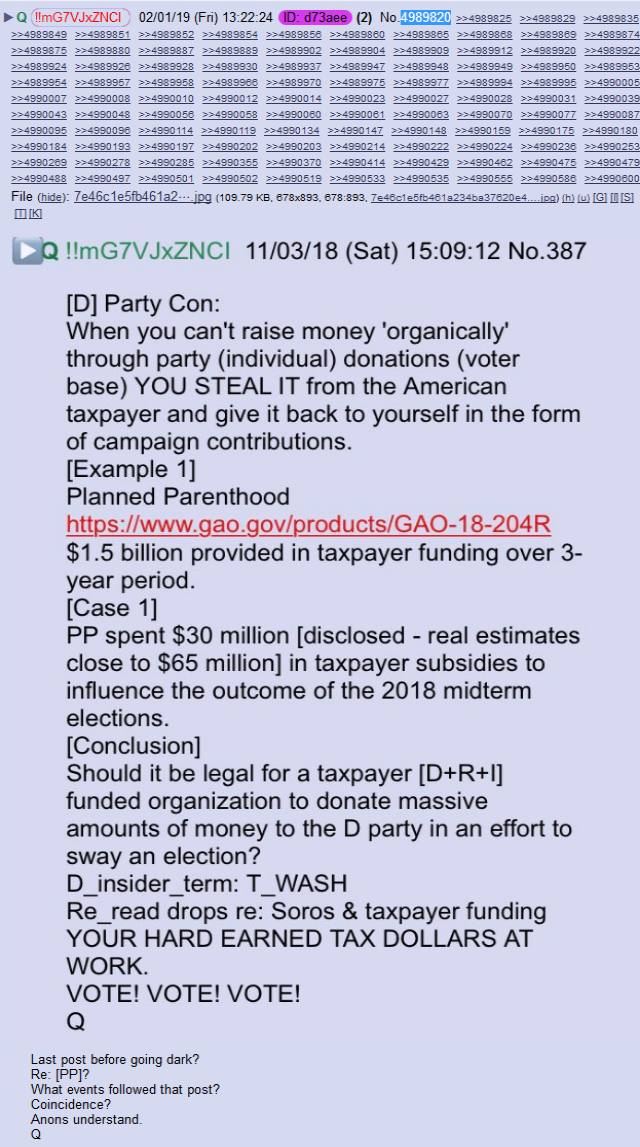 ▶ Q !!mG7VJxZNCI 02/01/19 (Fri) 13:22:24 ID: d73aee (2) No.4989820 >>4989825 >>4989829 >>4989835
>>4989849 >>4989851 >>4989852 >>4989854 >>4989856 >>4989860 >>4989865 >>4989868 >>4989869 >>4989874
>>4989875 >>4989880 >>4989887 >>4989889 >>4989902 >>4989904 >>4989909 >>4989912 >>4989920 >>4989922
>>4989924 >>4989926 >>4989928 >>4989930 >>4989937 >>4989947 >>4989948 >>4989949 >>4989950 >>4989953
>>4989954 >>4989957 >>4989958 >>4989966 >>4989970 >>4989975 >>4989977 >>4989994 >>4989995 >>4990005
>>4990007 >>4990008 >>4990010 >>4990012 >>4990014 >>4990023 >>4990027 >>4990028 >>4990031 >>4990039
>>4990043 >>4990048 >>4990056 >>4990058 >>4990060 >>4990061 >>4990063 >>4990070 >>4990077 >>4990087
>>4990095 >>4990096 >>4990114 >>4990119 >>4990134 >>4990147 >>4990148 >>4990159 >>4990175 >>4990180
>>4990184 >>4990193 >>4990197 >>4990202 >>4990203 >>4990214 >>4990222 >>4990224 >>4990236 >>4990253
>>4990269 >>4990278 >>4990285 >>4990355 >>4990370 >>4990414 >>4990429 >>4990462 >>4990475 >>4990479
>>4990488 >>4990497 >>4990501 >>4990502 >>4990519 >>4990533 >>4990535 >>4990555 >>4990586 >>4990600
File (hide): 7e46c1e5fb461a2⋯.jpg (109.79 KB, 678x893, 678:893, 7e46c1e5fb461a234ba37620e4….jpg) (h) (u) [G] [I] [S]
[T] [K]
▶Q !!mG7VJxZNCI 11/03/18 (Sat) 15:09:12 No.387
[D] Party Con:
When you can't raise money 'organically'
through party (individual) donations (voter
base) YOU STEAL IT from the American
taxpayer and give it back to yourself in the form
of campaign contributions.
[Example 1]
Planned Parenthood
https://www.gao.gov/products/GAO-18-204R
$1.5 billion provided in taxpayer funding over 3-
year period.
[Case 1]
PP spent $30 million [disclosed - real estimates
close to $65 million] in taxpayer subsidies to
influence the outcome of the 2018 midterm
elections.
[Conclusion]
Should it be legal for a taxpayer [D+R+I]
funded organization to donate massive
amounts of money to the D party in an effort to
sway an election?
D_insider_term: T_WASH
Re_read drops re: Soros & taxpayer funding
YOUR HARD EARNED TAX DOLLARS AT
WORK.
VOTE! VOTE! VOTE!
Q
Last post before going dark?
Re: [PP]?
What events followed that post?
Coincidence?
Anons understand.
Q